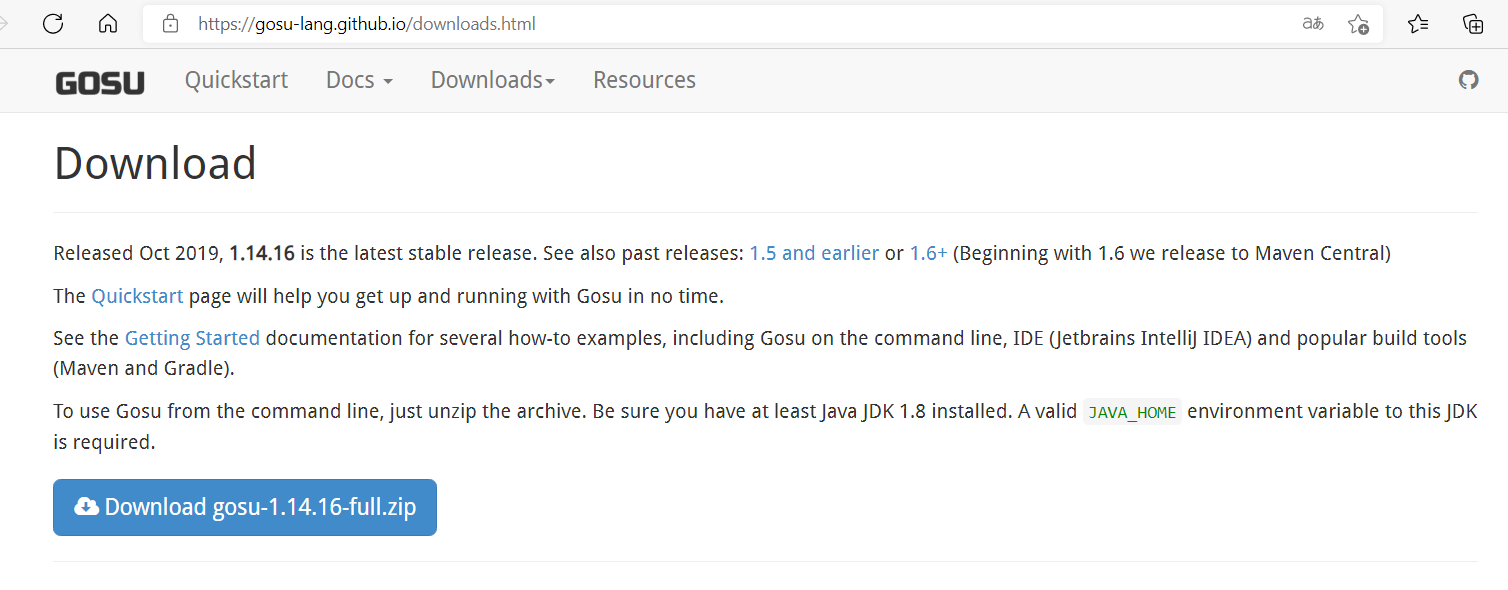 https://gosu-lang.github.io/downloads.html
aあ
GOSU Quickstart Docs Downloads Resources
Download
Released Oct 2019, 1.14.16 is the latest stable release. See also past releases: 1.5 and earlier or 1.6+ (Beginning with 1.6 we release to Maven Central)
The Quickstart page will help you get up and running with Gosu in no time.
See the Getting Started documentation for several how-to examples, including Gosu on the command line, IDE (Jetbrains IntelliJ IDEA) and popular build tools
(Maven and Gradle).
To use Gosu from the command line, just unzip the archive. Be sure you have at least Java JDK 1.8 installed. A valid JAVA_HOME environment variable to this JDK
is required.
Download gosu-1.14.16-full.zip